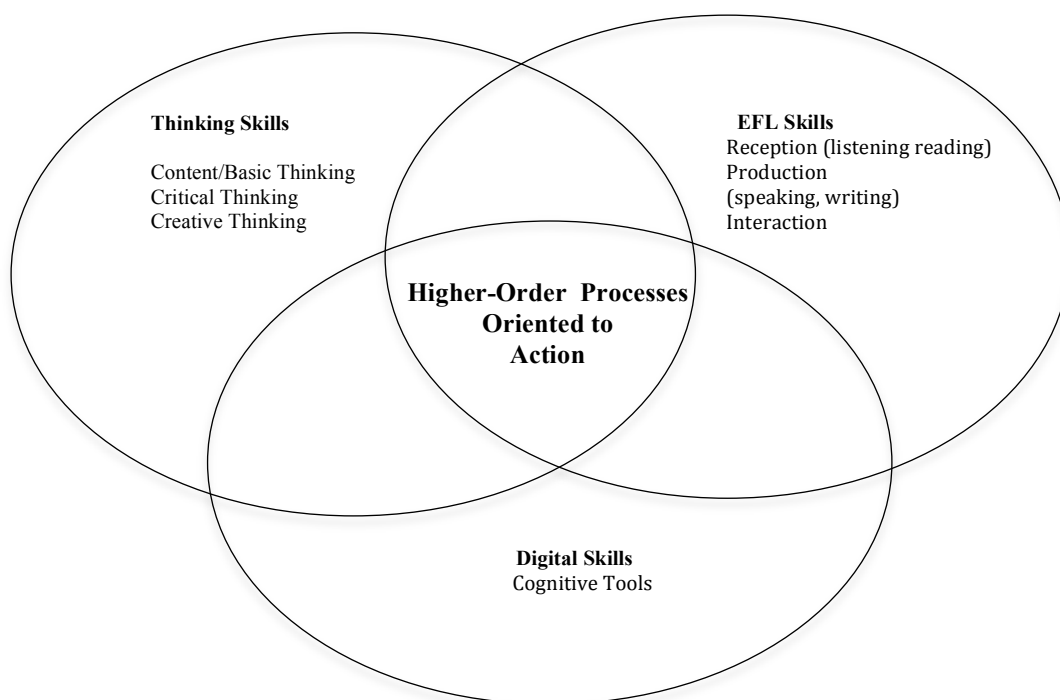 Thinking Skills
Content/Basic Thinking
Critical Thinking
Creative Thinking
EFL Skills
Reception (listening reading)
Production
(speaking, writing)
Interaction
Higher-Order Processes
Oriented to
Action
Digital Skills
Cognitive Tools